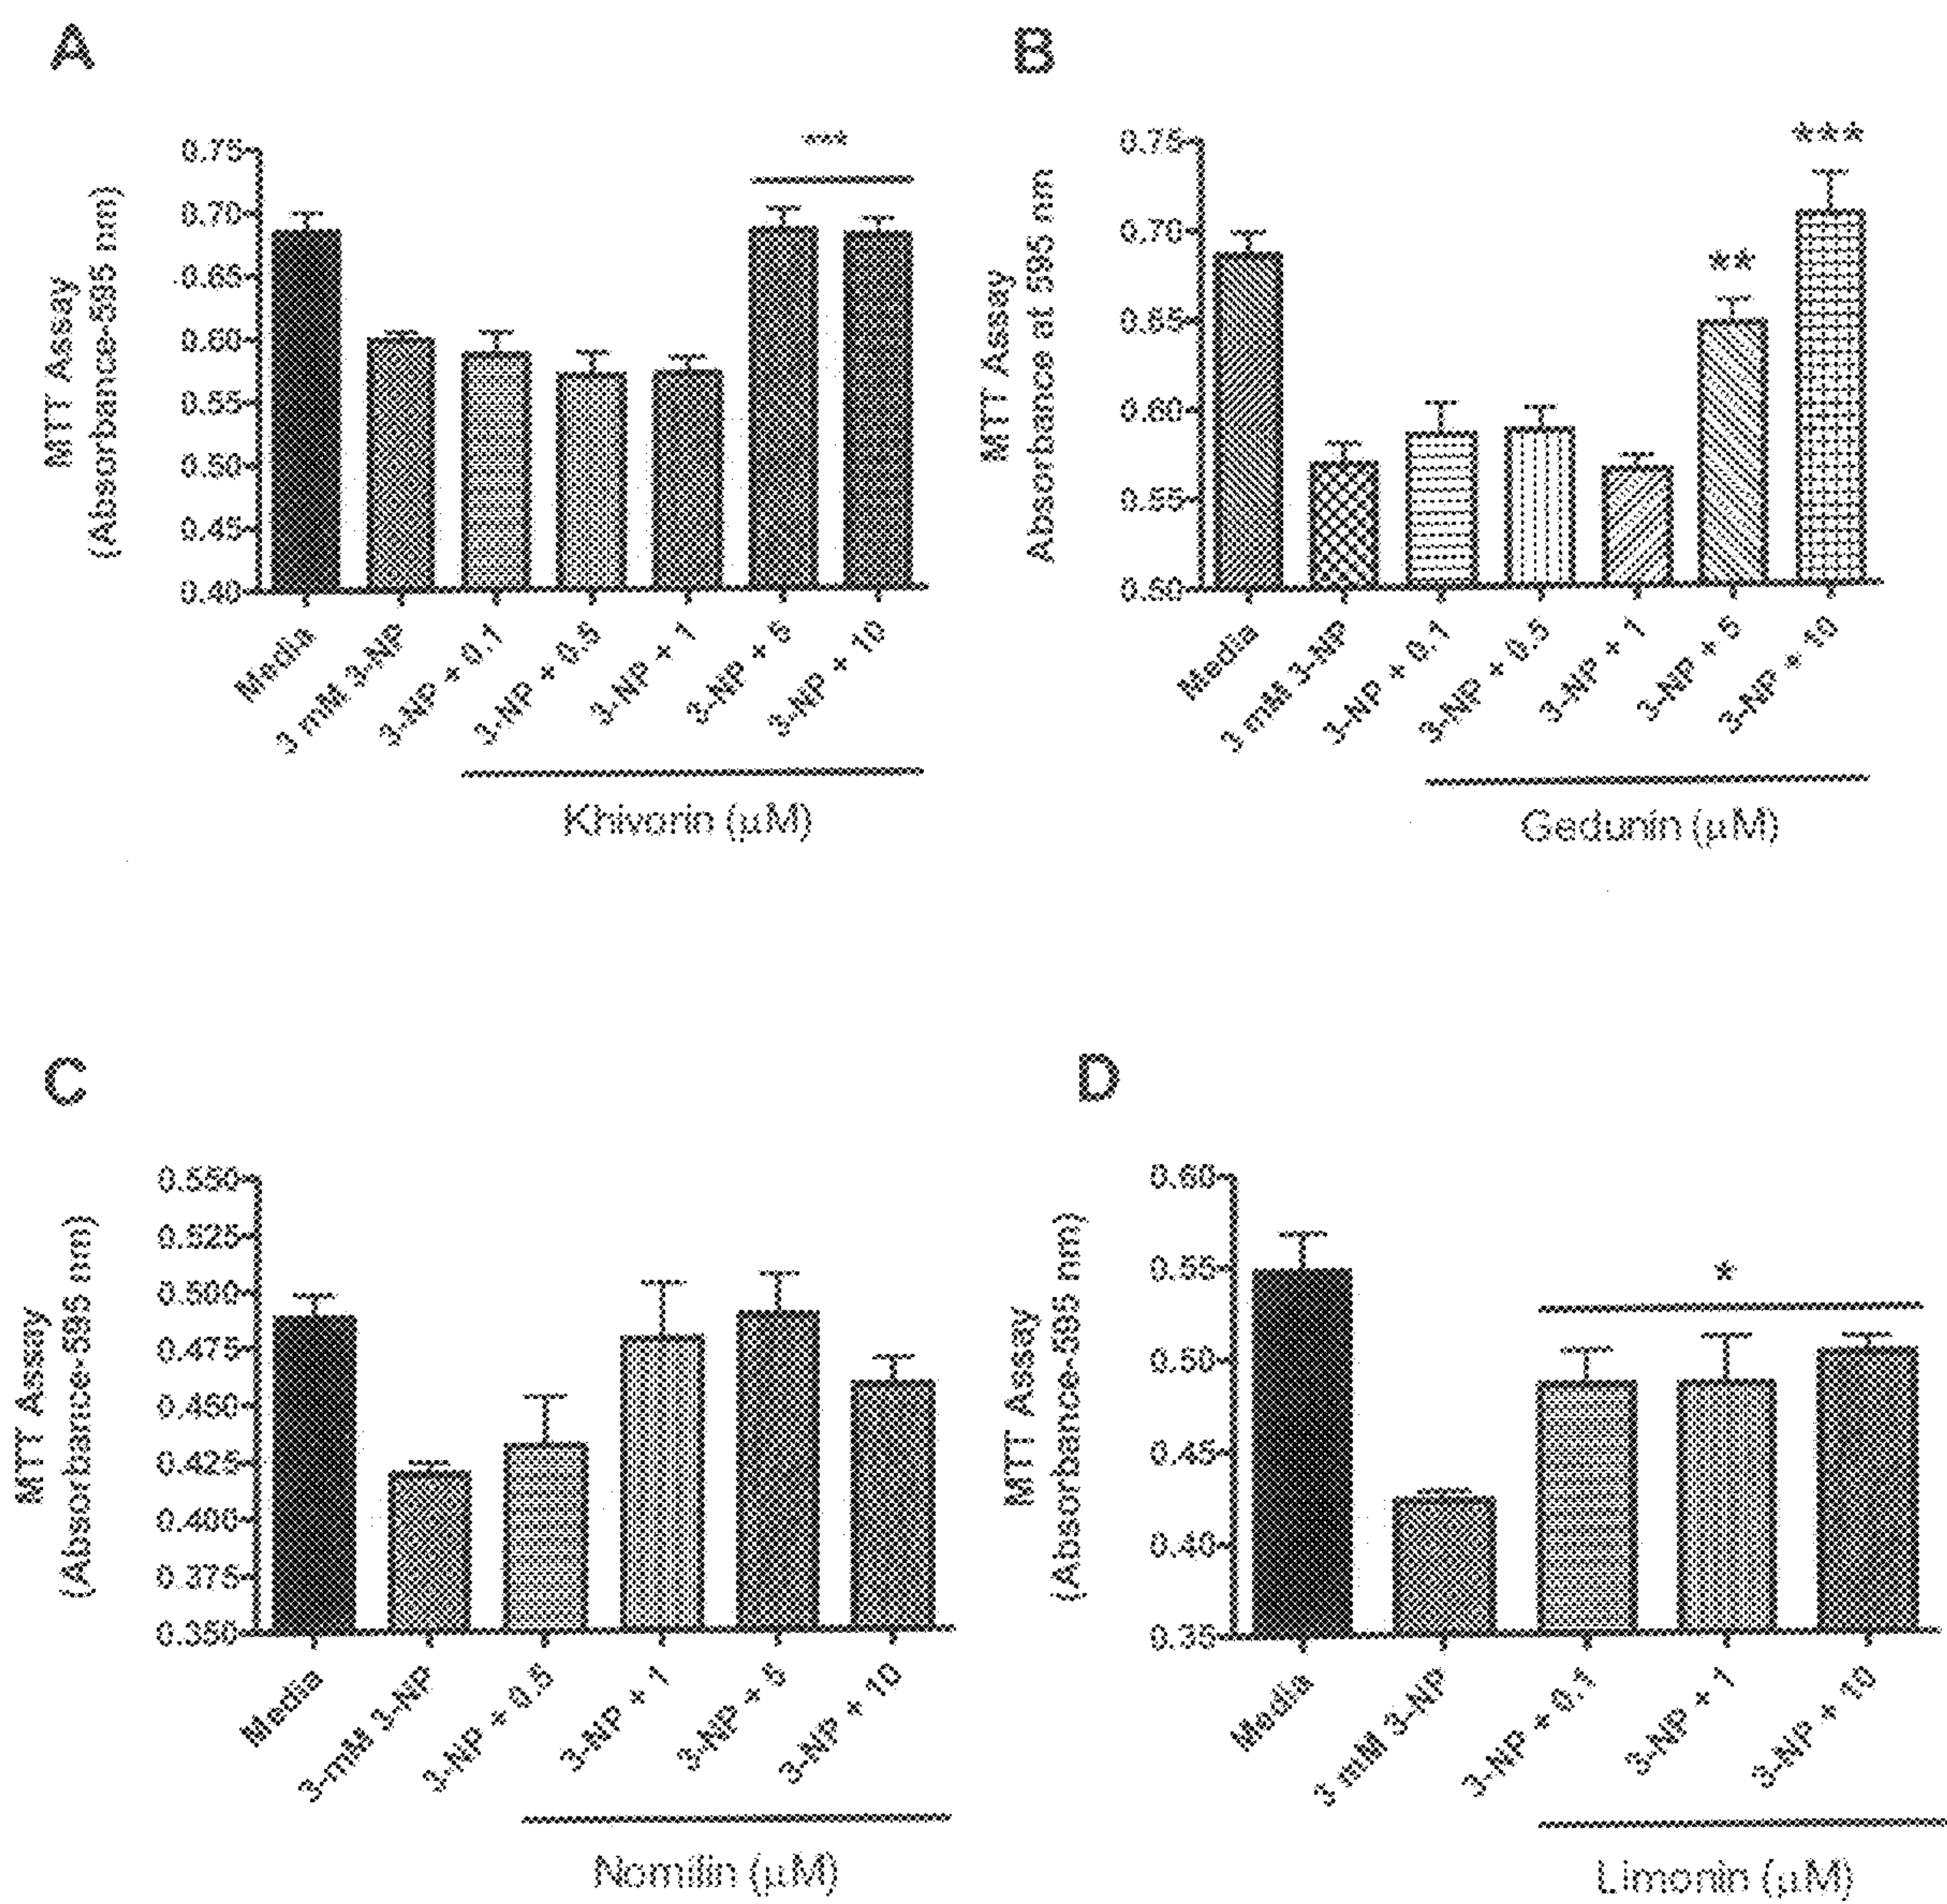 A
0.75
0.70
0.65
0.60
0.55
0.50
0.45
0.40
MTT Assay
(Absorbance-595 nm)
***
Media
3 mM 3-NP
3-NP + 0.1
3-NP + 0.5
3-NP + 1
3-NP + 5
3-NP + 10
Khivorin (µM)
B
0.75
0.70
0.65
0.60
0.55
0.50
MTT Assay
Absorbance at 595 nm
**
***
Media
3 mM 3-NP
3-NP + 0.1
3-NP + 0.5
3-NP + 1
3-NP + 5
3-NP + 10
Gedunin (µM)
C
0.550
0.525
0.500
0.475
0.450
0.425
0.400
0.375
0.350
MTT Assay
(Absorbance-595 nm)
Media
3-mM 3-NP
3-NP + 0.5
3-NP + 1
3-NP + 5
3-NP + 10
Nomilin (µM)
D
0.60
0.55
0.50
0.45
0.40
0.35
MTT Assay
(Absorbance-595 nm)
*
Media
3 mM 3-NP
3-NP + 0.1
3-NP + 1
3-NP + 10
Limonin (µM)